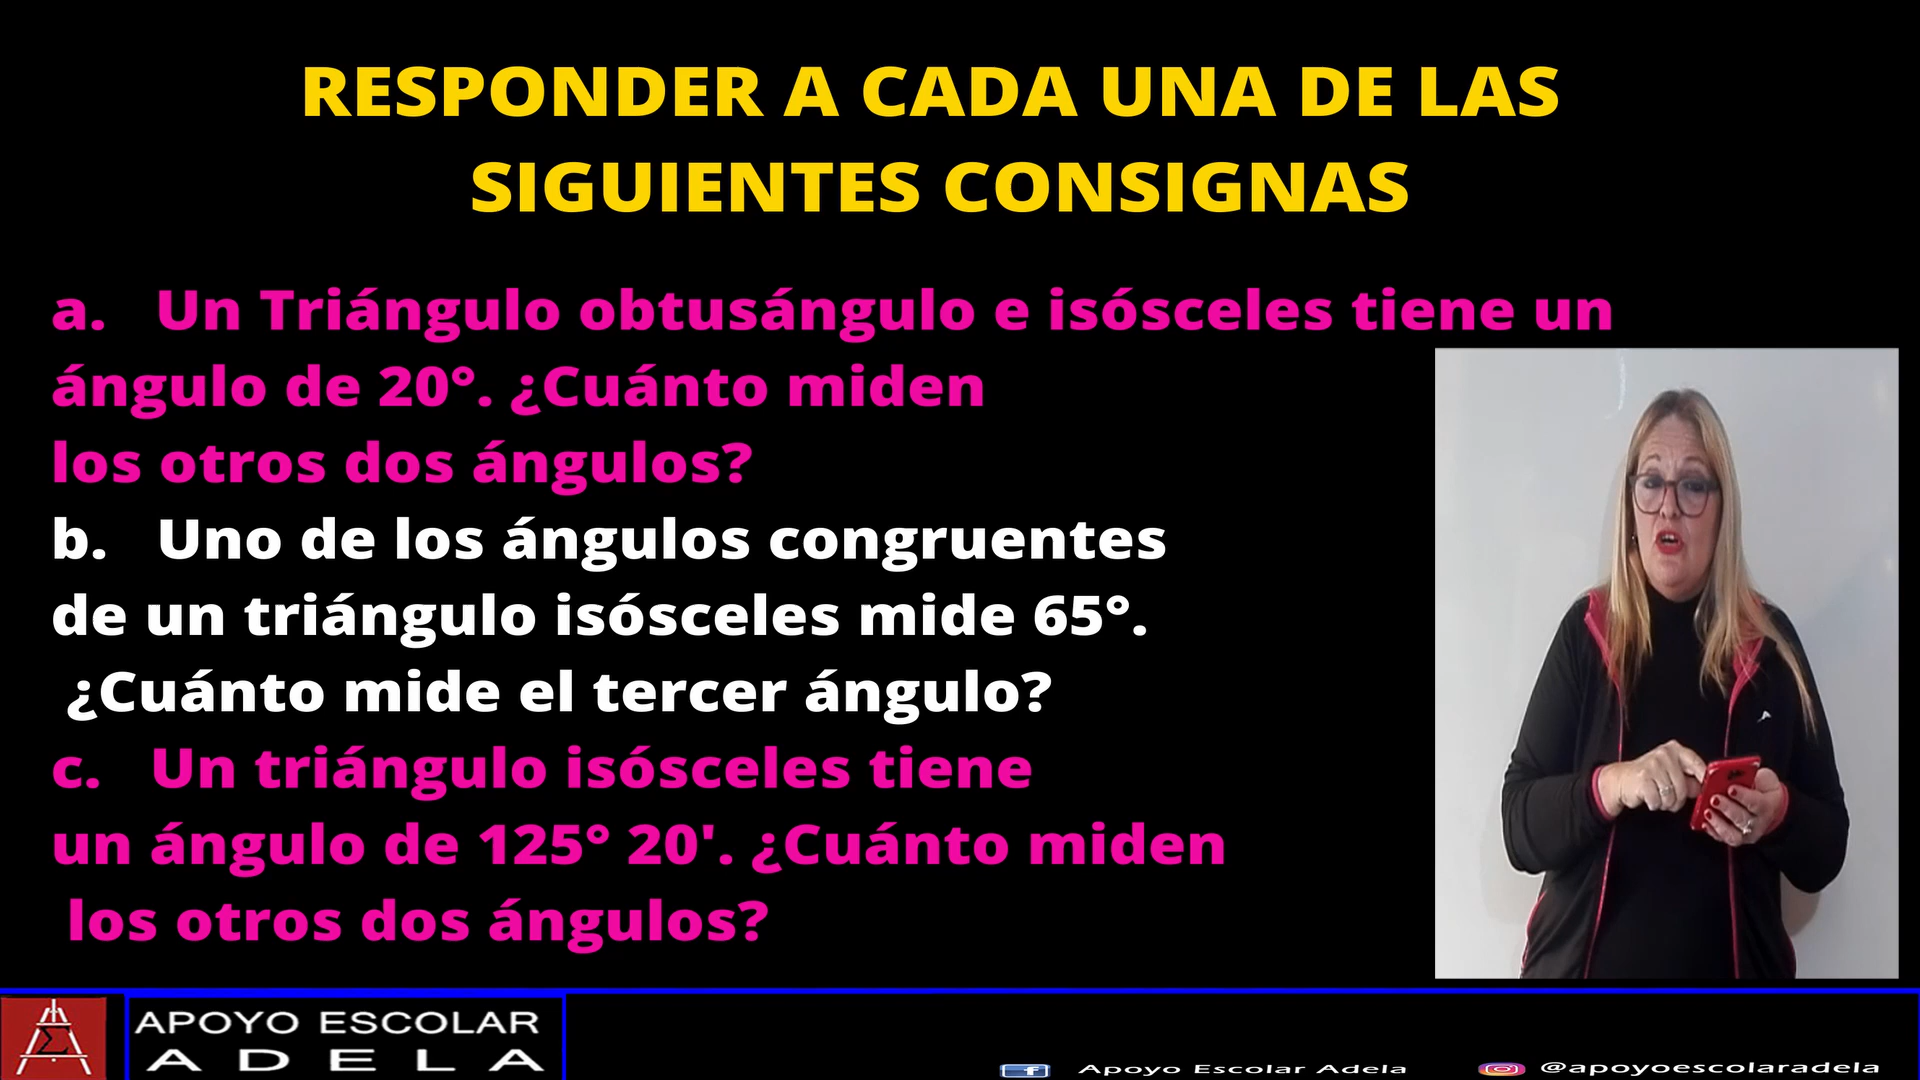 RESPONDER A CADA UNA DE LAS
SIGUIENTES CONSIGNAS
a. Un Triángulo obtusángulo e isósceles tiene un
ángulo de 20°. ¿Cuánto miden
los otros dos ángulos?
b. Uno de los ángulos congruentes
de un triángulo isósceles mide 65°.
¿Cuánto mide el tercer ángulo?
c. Un triángulo isósceles tiene
un ángulo de 125° 20'. ¿Cuánto miden
los otros dos ángulos?
APOYO ESCOLAR
ADELA
Apoyo Escolar Adela
@apoyoescolaradela